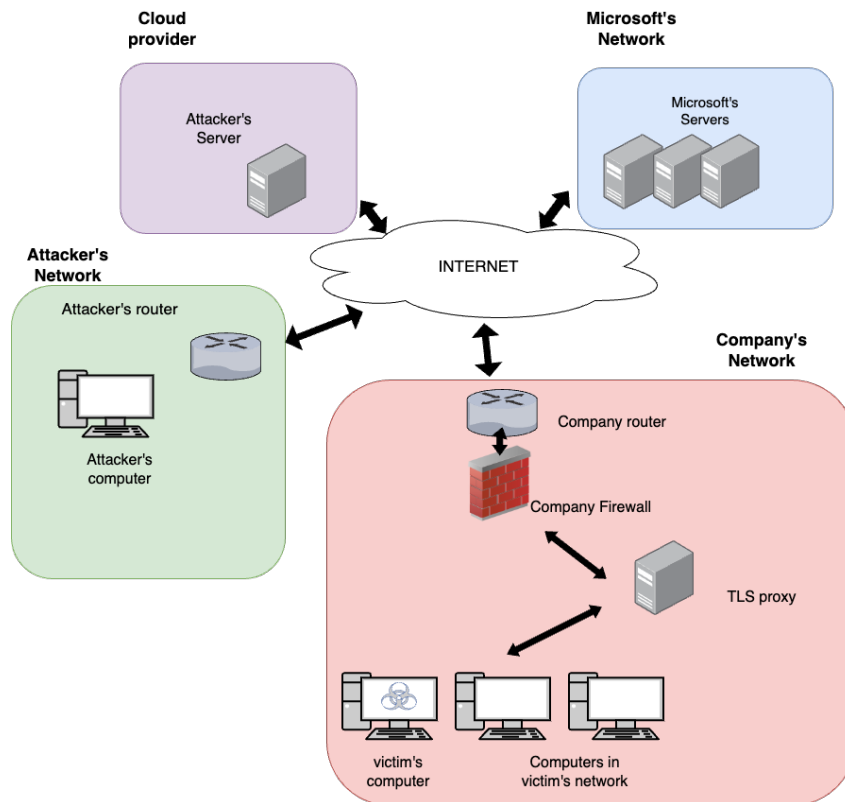 Cloud
provider
Microsoft's
Network
Attacker's
Server
Microsoft's
Servers
INTERNET
Attacker's
Network
Attacker's router
Attacker's
computer
Company's
Network
Company router
Company Firewall
TLS proxy
victim's
computer
Computers in
victim's network